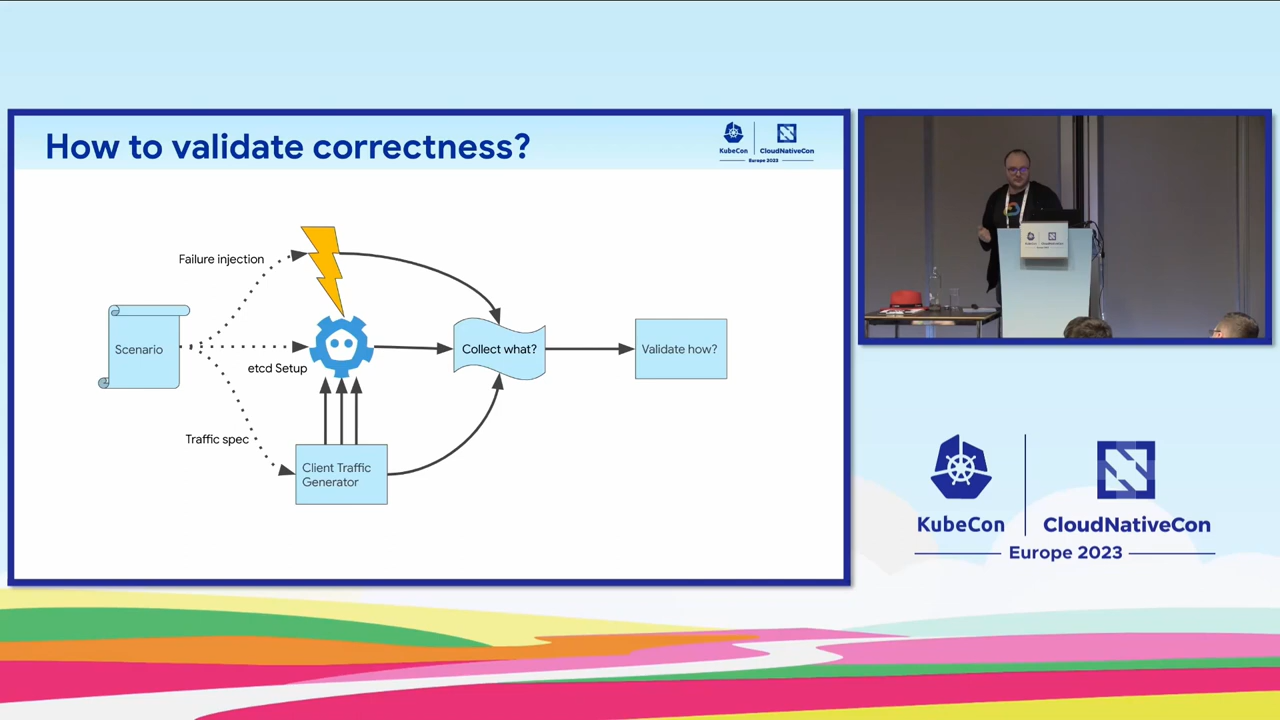 How to validate correctness?
KubeCon
CloudNativeCon
Europe 2023
Failure injection
Scenario
etcd Setup
Collect what?
Validate how?
Traffic spec
Client Traffic
Generator
KubeCon
CloudNativeCon
Europe 2023